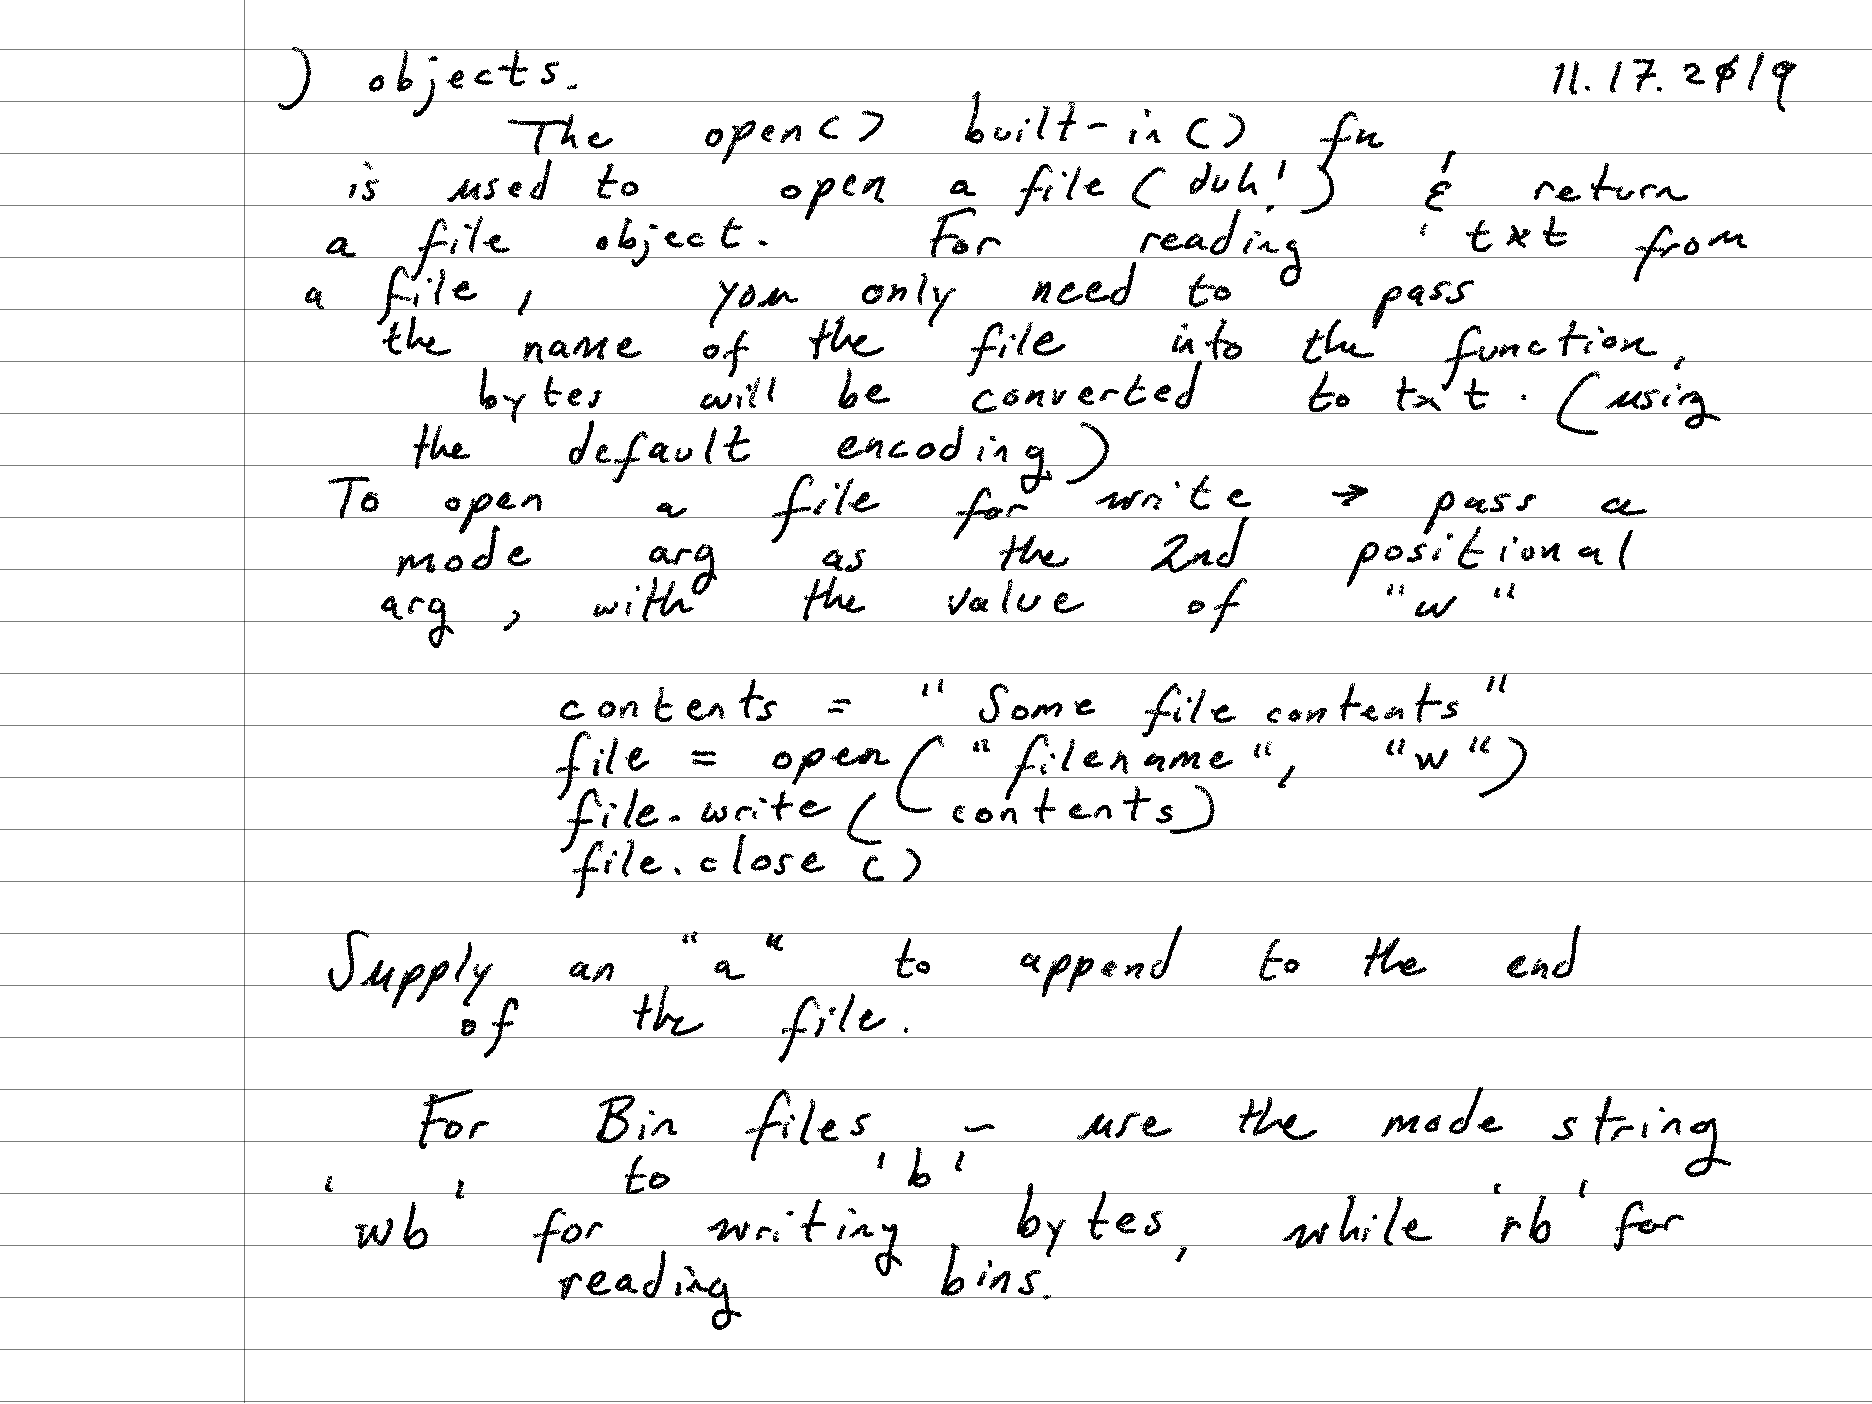 ) objects. 11.17.2019
The open() built-in() fn
is used to open a file (duh!) & return
a file object. For reading txt from
a file, you only need to pass
the name of the file into the function,
bytes will be converted to txt. (using
the default encoding)
To open a file for write → pass a
mode arg as the 2nd positional
arg, with the value of "w"
contents = "Some file contents"
file = open("filename", "w")
file.write(contents)
file.close()
Supply an "a" to append to the end
of the file.
For Bin files, - use the mode string
to 'b'
'wb' for writing bytes, while 'rb' for
reading bins.